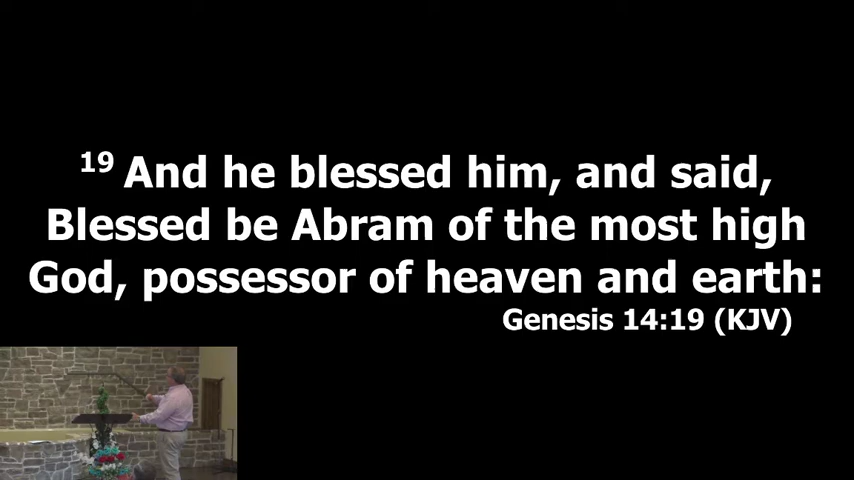 19 And he blessed him, and said,
Blessed be Abram of the most high
God, possessor of heaven and earth:
Genesis 14:19 (KJV)